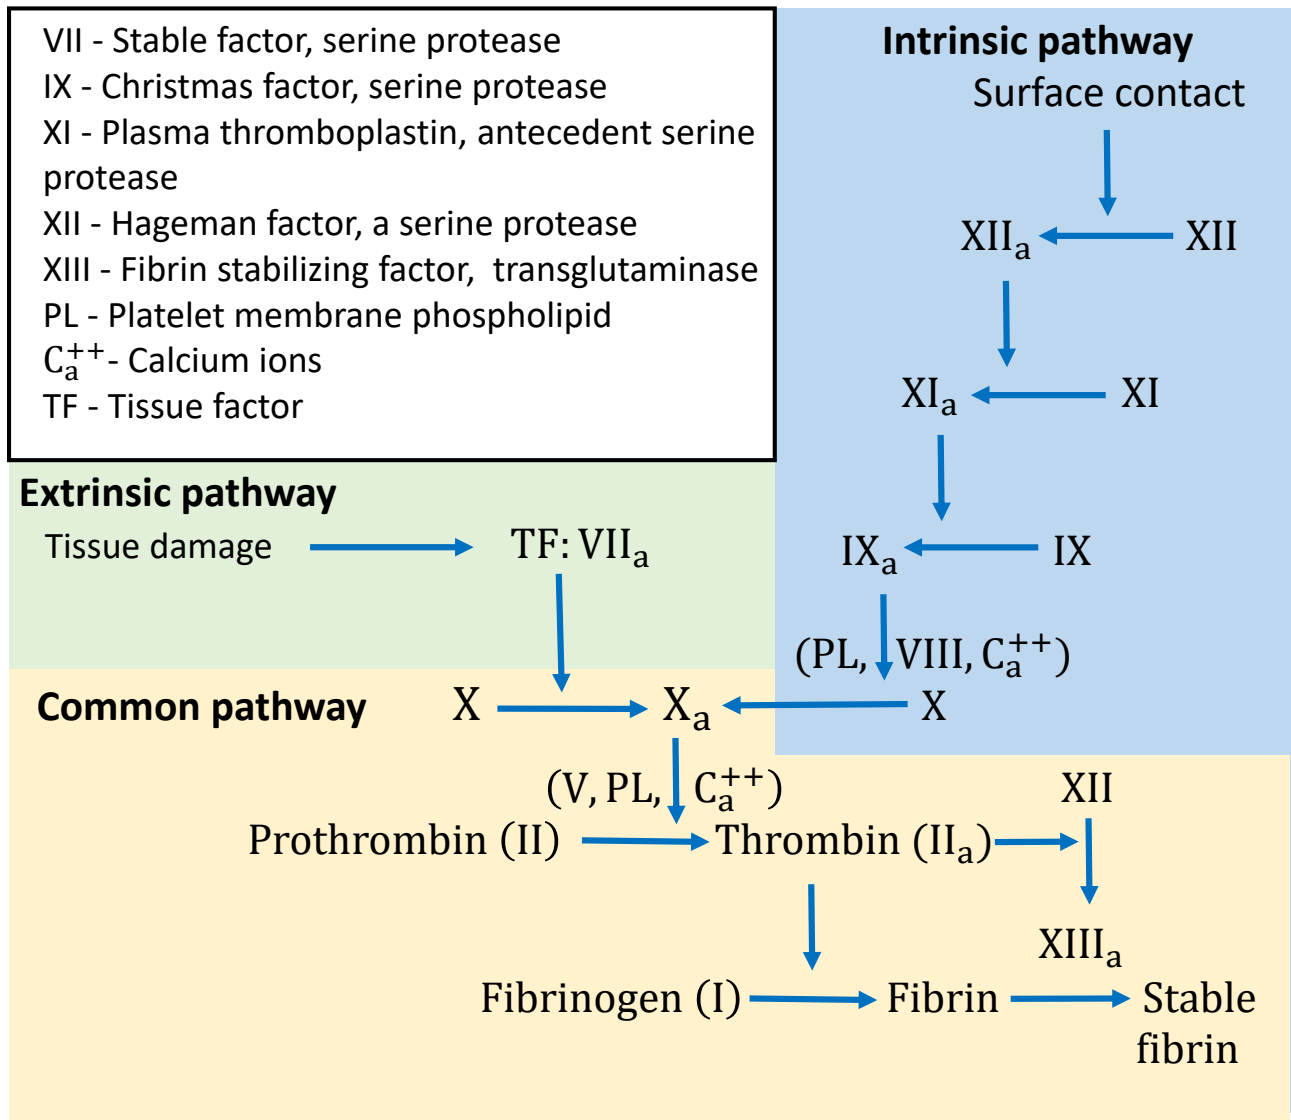 VII - Stable factor, serine protease
IX - Christmas factor, serine protease
XI - Plasma thromboplastin, antecedent serine
protease
XII - Hageman factor, a serine protease
XIII - Fibrin stabilizing factor,  transglutaminase
PL - Platelet membrane phospholipid
Cₐ⁺⁺- Calcium ions
TF - Tissue factor
Intrinsic pathway
Surface contact
XIIₐ XII
XIₐ XI
Extrinsic pathway
Tissue damage TF: VIIₐ
IXₐ IX
(PL, VIII, Cₐ⁺⁺)
Common pathway X Xₐ X
(V, PL, Cₐ⁺⁺) XII
Prothrombin (II) Thrombin (IIₐ)
XIIIₐ
Fibrinogen (I) Fibrin Stable
fibrin